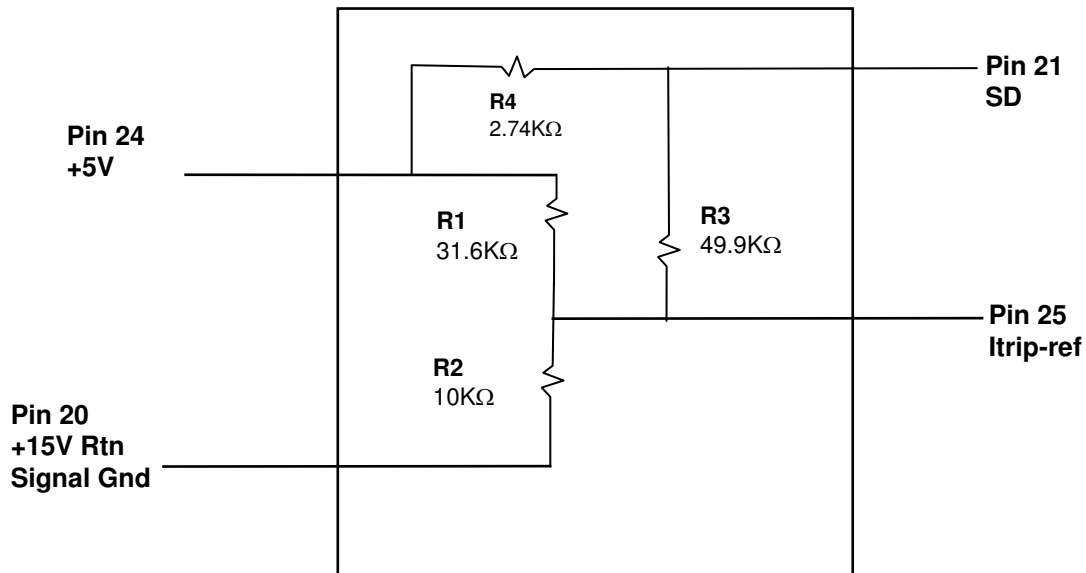 Pin 21
SD
R4
2.74KΩ
Pin 24
+5V
R1
31.6KΩ
R3
49.9KΩ
Pin 25
Itrip-ref
R2
10KΩ
Pin 20
+15V Rtn
Signal Gnd